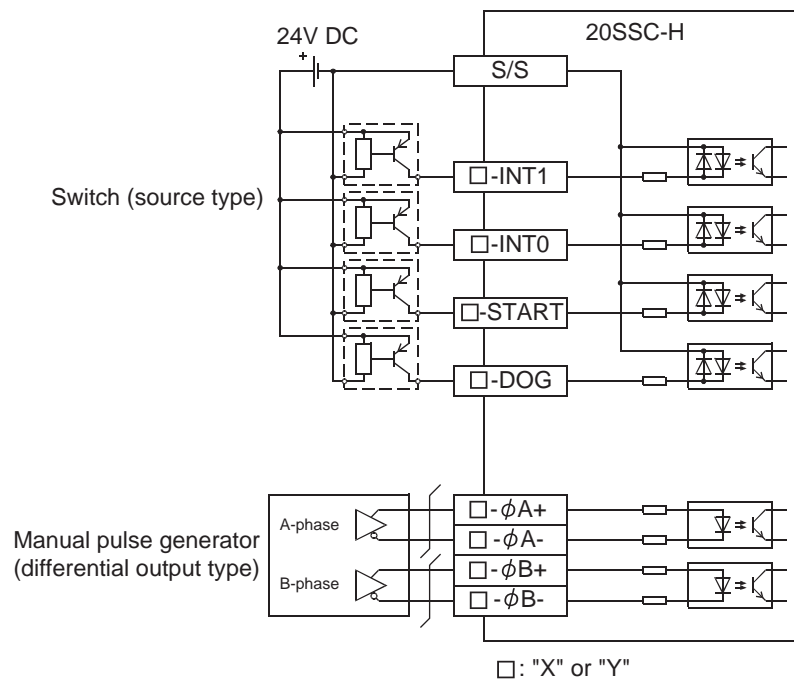 24V DC
20SSC-H
+
S/S
□-INT1
Switch (source type)
□-INT0
□-START
□-DOG
A-phase
□-ϕA+
□-ϕA-
Manual pulse generator
(differential output type)
B-phase
□-ϕB+
□-ϕB-
□: "X" or "Y"